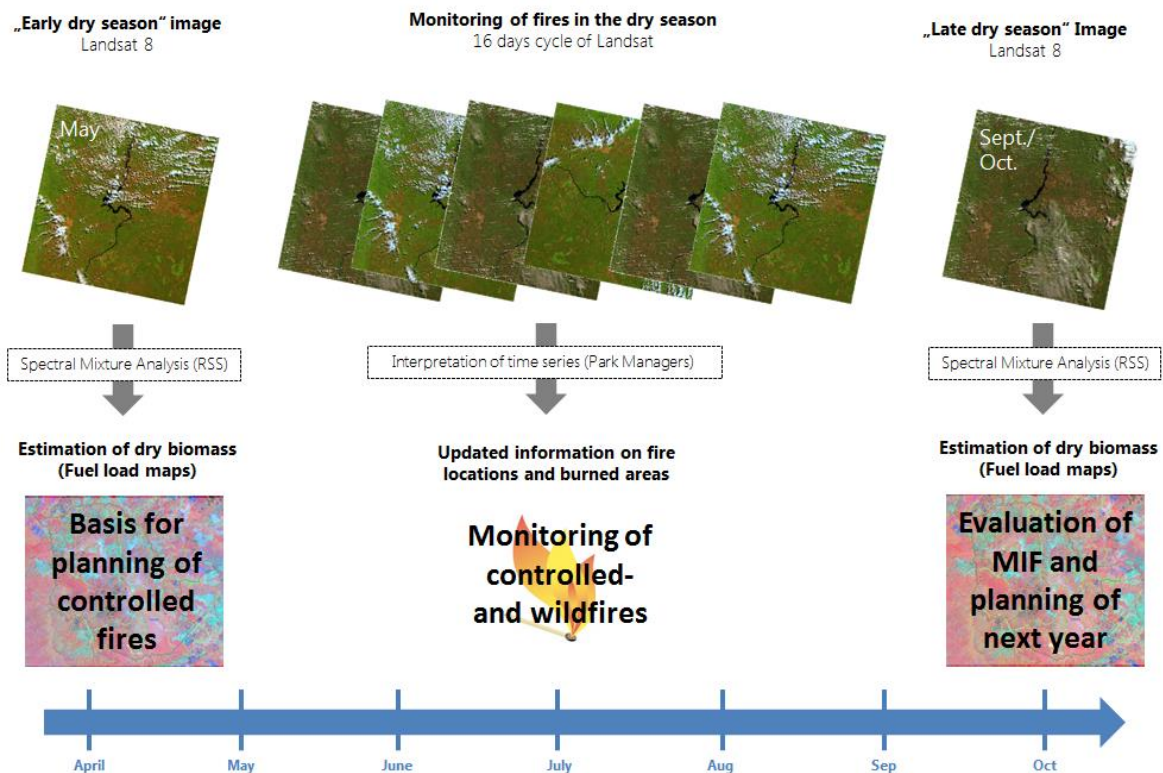 „Early dry season“ image
Landsat 8
Monitoring of fires in the dry season
16 days cycle of Landsat
„Late dry season“ Image
Landsat 8
May
Sept./
Oct.
Spectral Mixture Analysis (RSS)
Interpretation of time series (Park Managers)
Spectral Mixture Analysis (RSS)
Estimation of dry biomass
(Fuel load maps)
Updated information on fire
locations and burned areas
Estimation of dry biomass
(Fuel load maps)
Basis for
planning of
controlled
fires
Monitoring of
controlled-
and wildfires
Evaluation of
MIF and
planning of
next year
April
May
June
July
Aug
Sep
Oct